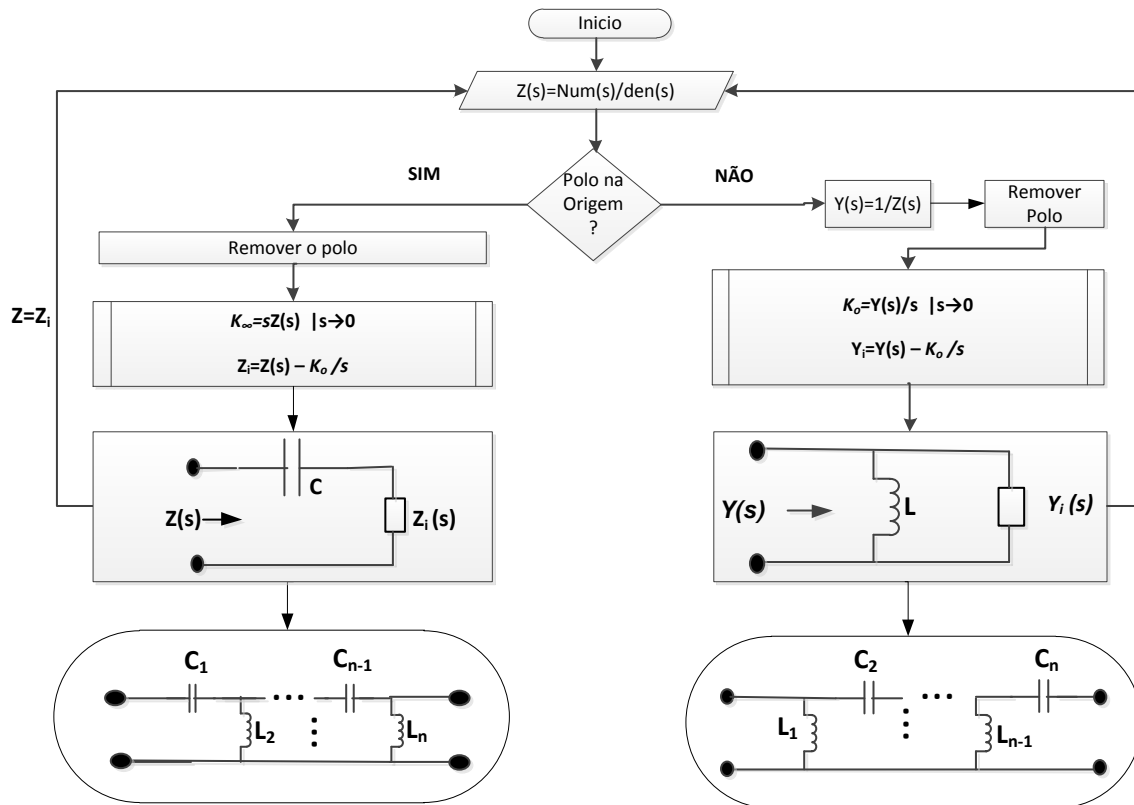 Inicio
Z(s)=Num(s)/den(s)
Polo na
Origem
?
SIM
NÃO
Remover o polo
K∞=sZ(s) |s→0
Zi=Z(s) – Ko/s
Z=Zi
C
Z(s)
Zi (s)
C1
Cn-1
L2
Ln
Y(s)=1/Z(s)
Remover
Polo
Ko=Y(s)/s |s→0
Yi=Y(s) – Ko/s
Y(s)
L
Yi (s)
C2
Cn
L1
Ln-1